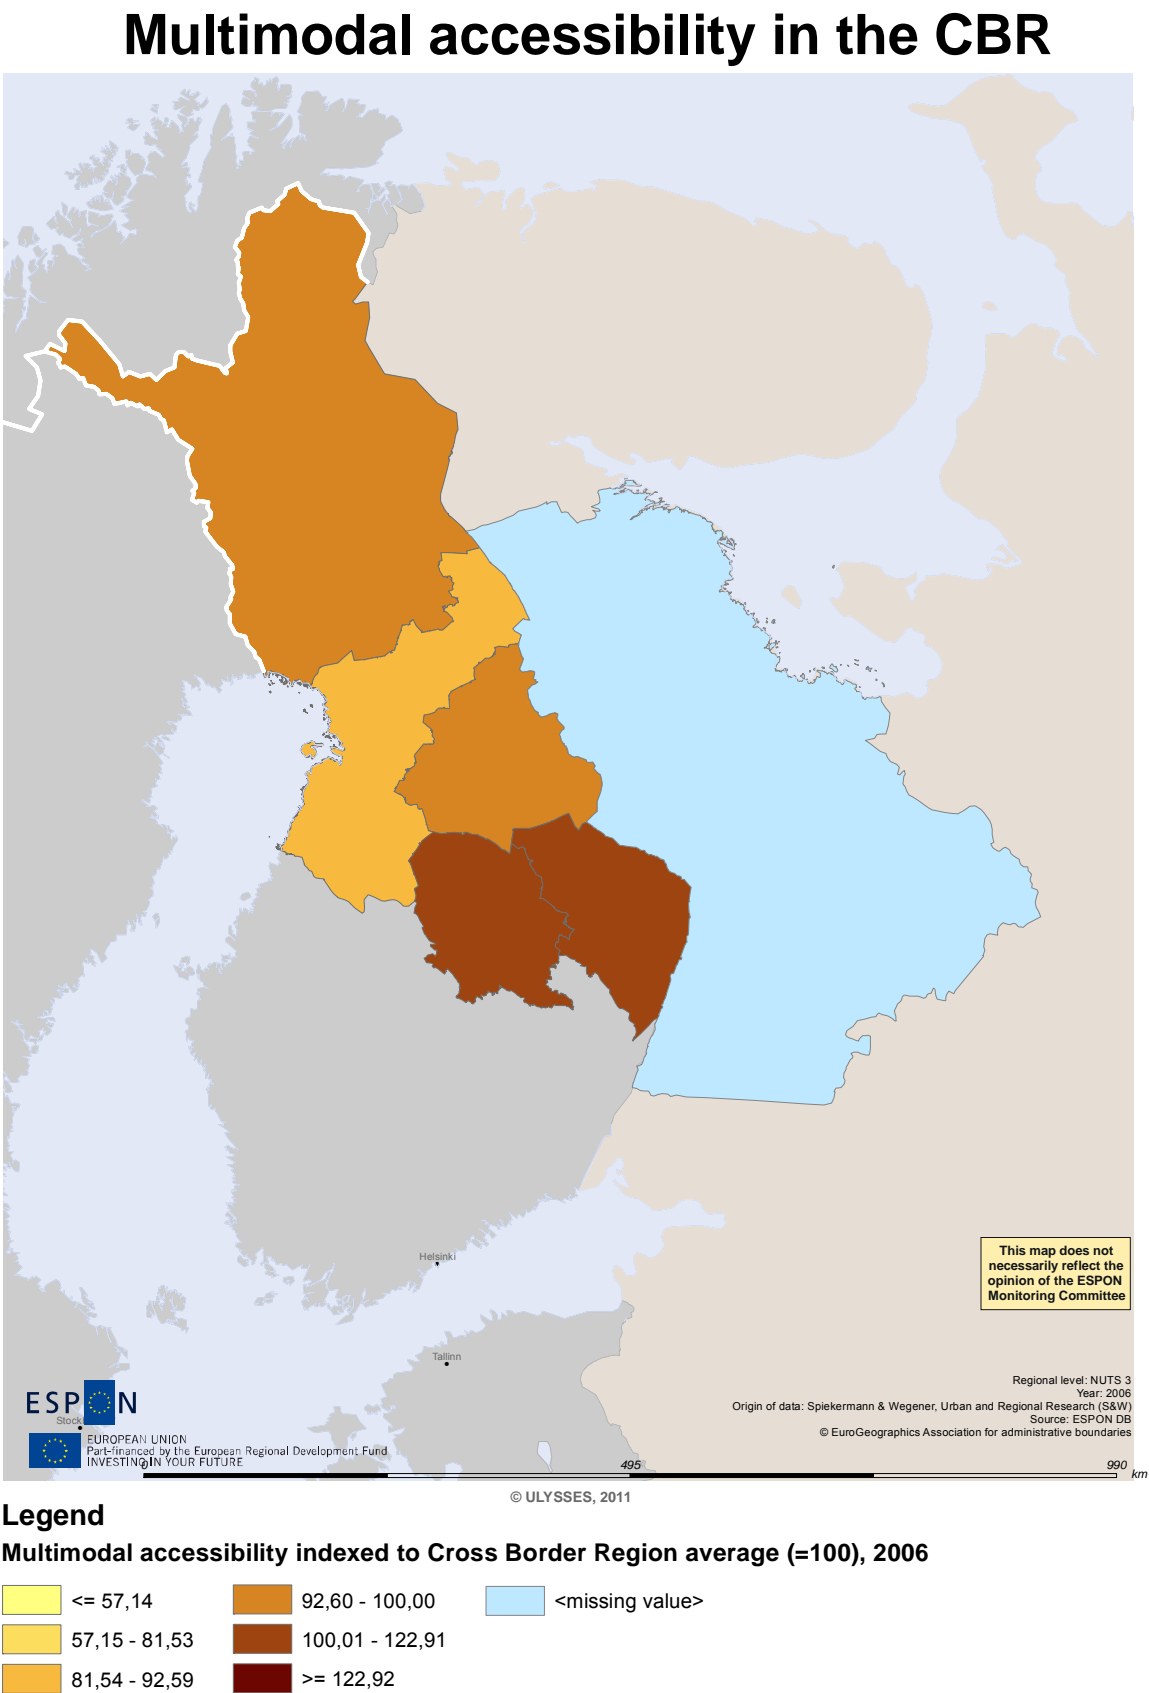 Multimodal accessibility in the CBR
Helsinki
Tallinn
This map does not
necessarily reflect the
opinion of the ESPON
Monitoring Committee
Regional level: NUTS 3
Year: 2006
Origin of data: Spiekermann & Wegener, Urban and Regional Research (S&W)
Source: ESPON DB
© EuroGeographics Association for administrative boundaries
ESPON
Stock
EUROPEAN UNION
Part-financed by the European Regional Development Fund
INVESTING IN YOUR FUTURE
0 495 990 km
© ULYSSES, 2011
Legend
Multimodal accessibility indexed to Cross Border Region average (=100), 2006
<= 57,14
57,15 - 81,53
81,54 - 92,59
92,60 - 100,00
100,01 - 122,91
>= 122,92
<missing value>